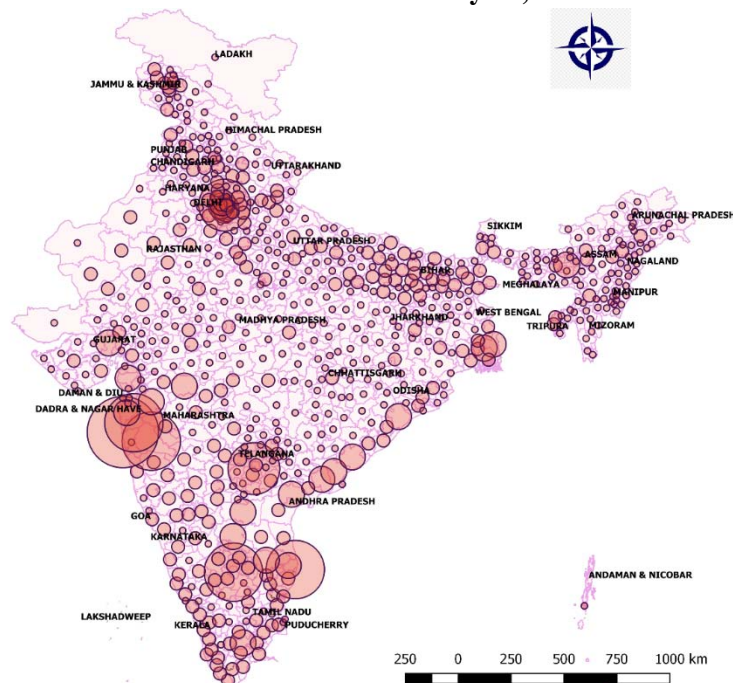 LADAKH
JAMMU & KASHMIR
HIMACHAL PRADESH
PUNJAB
CHANDIGARH
UTTARAKHAND
HARYANA
DELHI
ARUNACHAL PRADESH
SIKKIM
RAJASTHAN
UTTAR PRADESH
ASSAM
NAGALAND
BIHAR
MEGHALAYA
MANIPUR
MADHYA PRADESH
JHARKHAND
WEST BENGAL
TRIPURA
MIZORAM
GUJARAT
CHHATTISGARH
DAMAN & DIU
ODISHA
DADRA & NAGAR HAVE
MAHARASHTRA
TELANGANA
ANDHRA PRADESH
GOA
KARNATAKA
ANDAMAN & NICOBAR
LAKSHADWEEP
TAMIL NADU
KERALA
PUDUCHERRY
250 0 250 500 750 1000 km